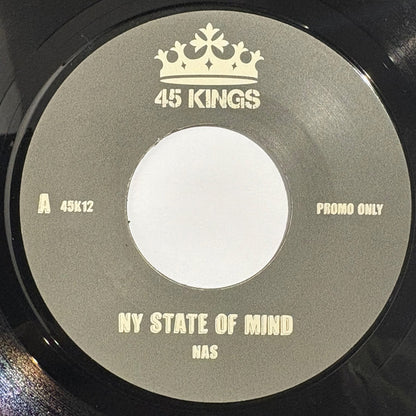 45 KINGS
A 45K12
PROMO ONLY
NY STATE OF MIND
NAS